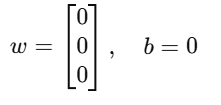 w = [0 0 0], b = 0